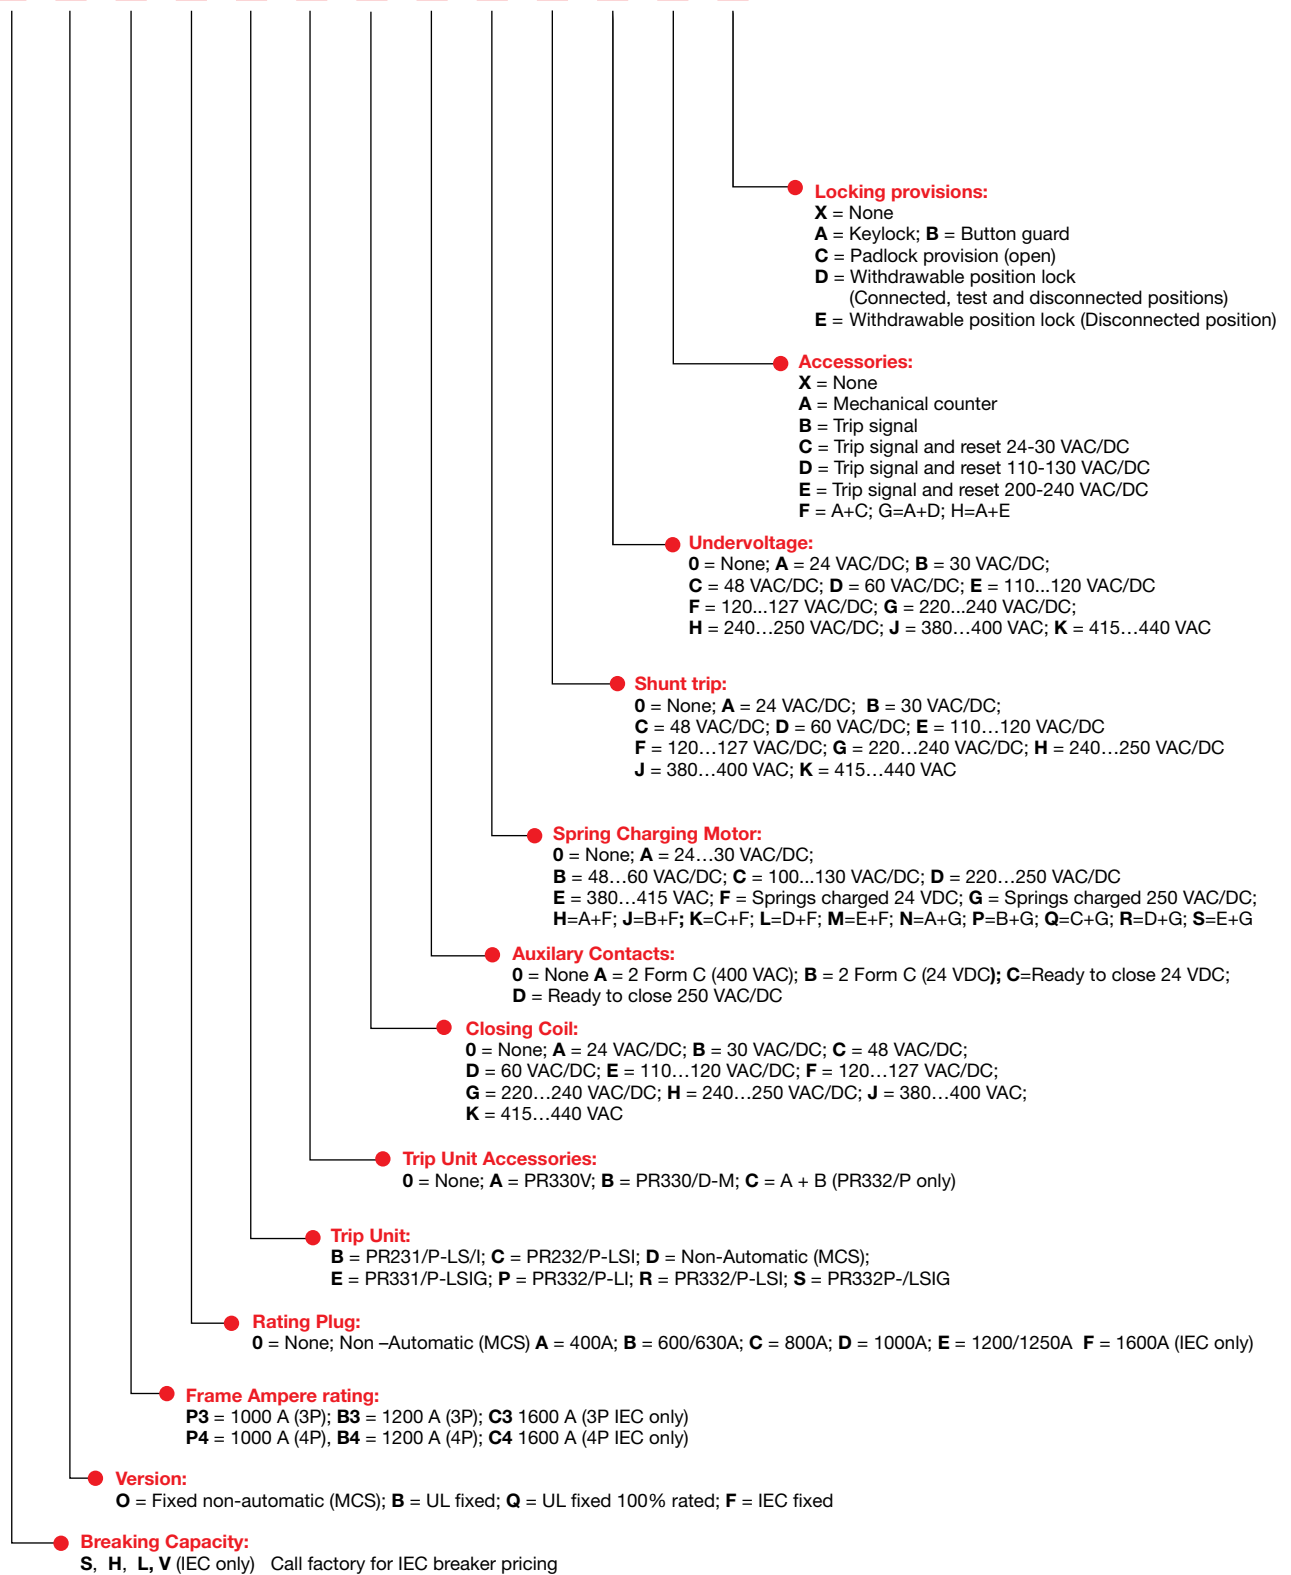 Locking provisions:
X = None
A = Keylock; B = Button guard
C = Padlock provision (open)
D = Withdrawable position lock
(Connected, test and disconnected positions)
E = Withdrawable position lock (Disconnected position)
Accessories:
X = None
A = Mechanical counter
B = Trip signal
C = Trip signal and reset 24-30 VAC/DC
D = Trip signal and reset 110-130 VAC/DC
E = Trip signal and reset 200-240 VAC/DC
F = A+C; G=A+D; H=A+E
Undervoltage:
0 = None; A = 24 VAC/DC; B = 30 VAC/DC;
C = 48 VAC/DC; D = 60 VAC/DC; E = 110...120 VAC/DC
F = 120...127 VAC/DC; G = 220...240 VAC/DC;
H = 240…250 VAC/DC; J = 380…400 VAC; K = 415…440 VAC
Shunt trip:
0 = None; A = 24 VAC/DC; B = 30 VAC/DC;
C = 48 VAC/DC; D = 60 VAC/DC; E = 110…120 VAC/DC
F = 120…127 VAC/DC; G = 220…240 VAC/DC; H = 240…250 VAC/DC
J = 380…400 VAC; K = 415…440 VAC
Spring Charging Motor:
0 = None; A = 24…30 VAC/DC;
B = 48…60 VAC/DC; C = 100...130 VAC/DC; D = 220…250 VAC/DC
E = 380…415 VAC; F = Springs charged 24 VDC; G = Springs charged 250 VAC/DC;
H=A+F; J=B+F; K=C+F; L=D+F; M=E+F; N=A+G; P=B+G; Q=C+G; R=D+G; S=E+G
Auxilary Contacts:
0 = None A = 2 Form C (400 VAC); B = 2 Form C (24 VDC); C=Ready to close 24 VDC;
D = Ready to close 250 VAC/DC
Closing Coil:
0 = None; A = 24 VAC/DC; B = 30 VAC/DC; C = 48 VAC/DC;
D = 60 VAC/DC; E = 110…120 VAC/DC; F = 120…127 VAC/DC;
G = 220…240 VAC/DC; H = 240…250 VAC/DC; J = 380…400 VAC;
K = 415…440 VAC
Trip Unit Accessories:
0 = None; A = PR330V; B = PR330/D-M; C = A + B (PR332/P only)
Trip Unit:
B = PR231/P-LS/I; C = PR232/P-LSI; D = Non-Automatic (MCS);
E = PR331/P-LSIG; P = PR332/P-LI; R = PR332/P-LSI; S = PR332P-/LSIG
Rating Plug:
0 = None; Non –Automatic (MCS) A = 400A; B = 600/630A; C = 800A; D = 1000A; E = 1200/1250A F = 1600A (IEC only)
Frame Ampere rating:
P3 = 1000 A (3P); B3 = 1200 A (3P); C3 1600 A (3P IEC only)
P4 = 1000 A (4P), B4 = 1200 A (4P); C4 1600 A (4P IEC only)
Version:
O = Fixed non-automatic (MCS); B = UL fixed; Q = UL fixed 100% rated; F = IEC fixed
Breaking Capacity:
S, H, L, V (IEC only) Call factory for IEC breaker pricing